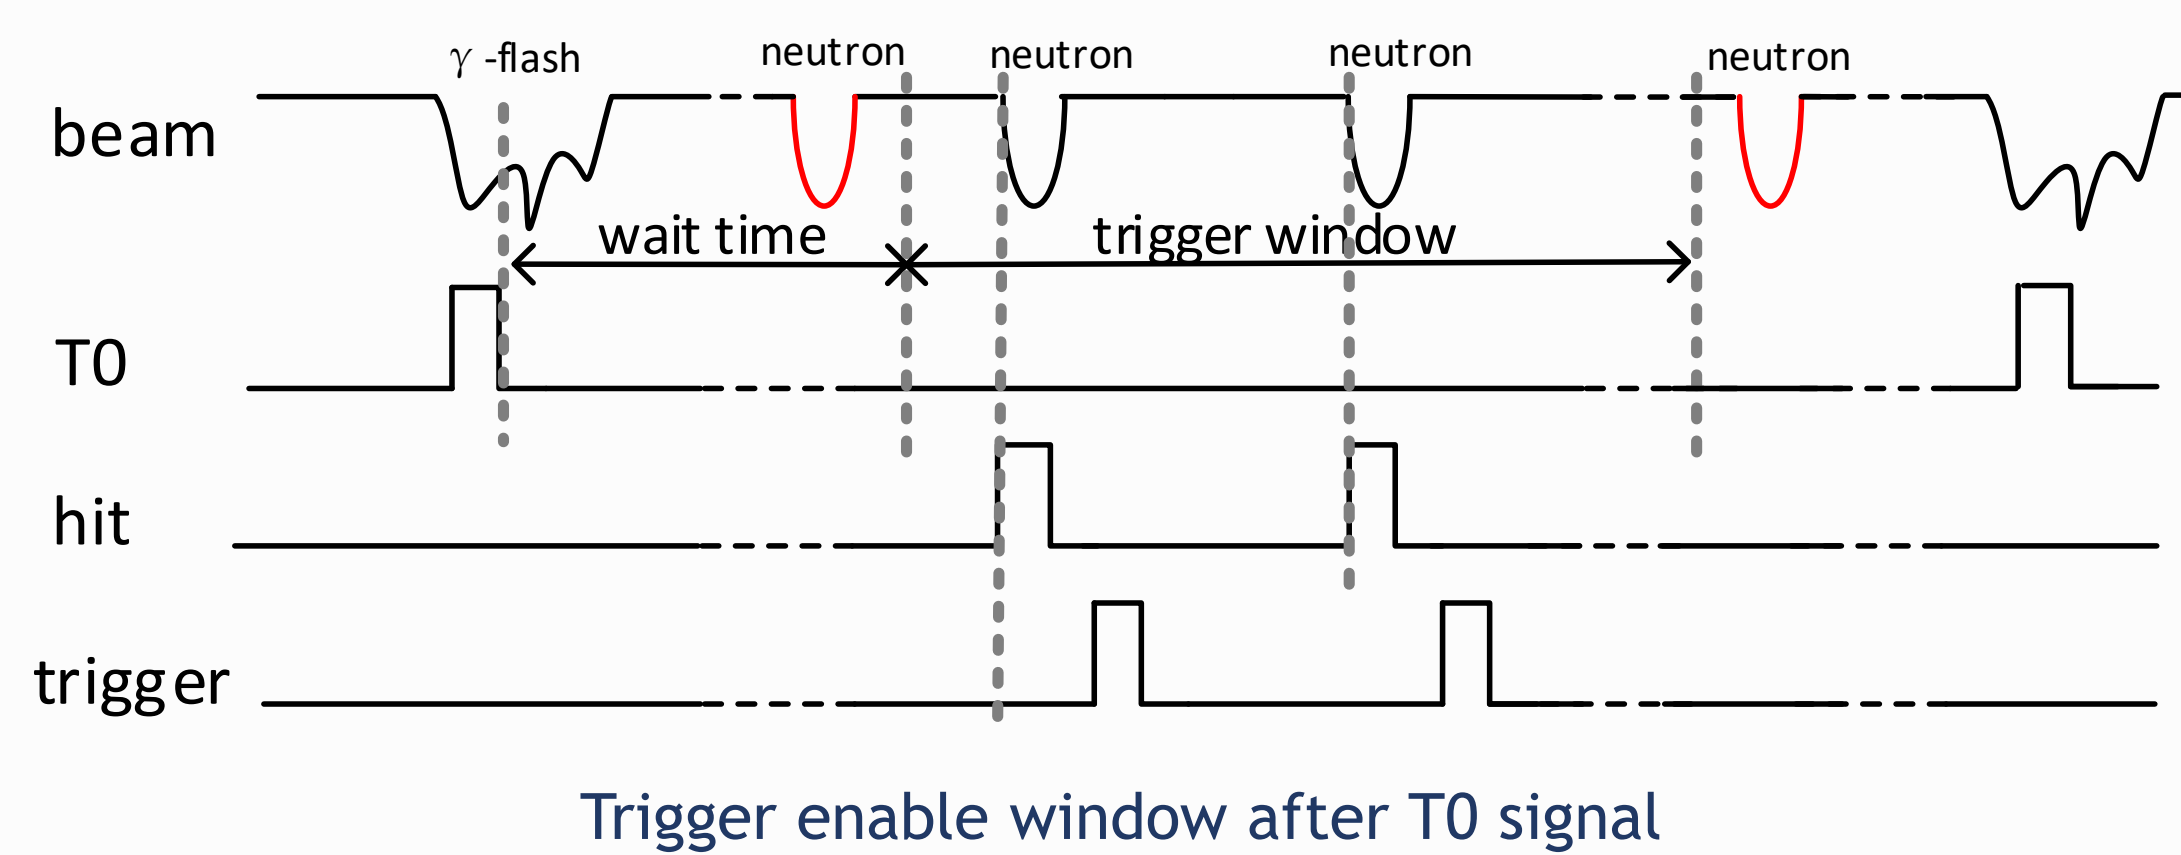 γ -flash
neutron
neutron
neutron
neutron
beam
wait time
trigger window
T0
hit
trigger
Trigger enable window after T0 signal